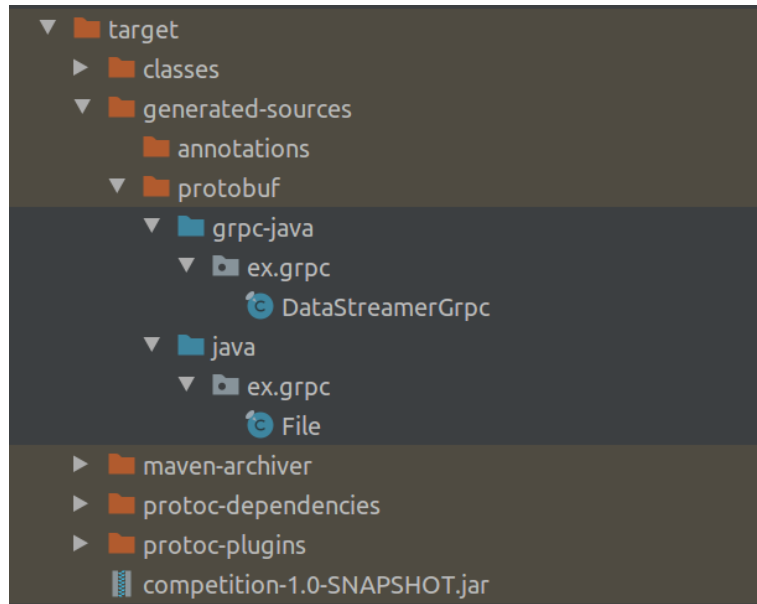 target
classes
generated-sources
annotations
protobuf
grpc-java
ex.grpc
DataStreamerGrpc
java
ex.grpc
File
maven-archiver
protoc-dependencies
protoc-plugins
competition-1.0-SNAPSHOT.jar